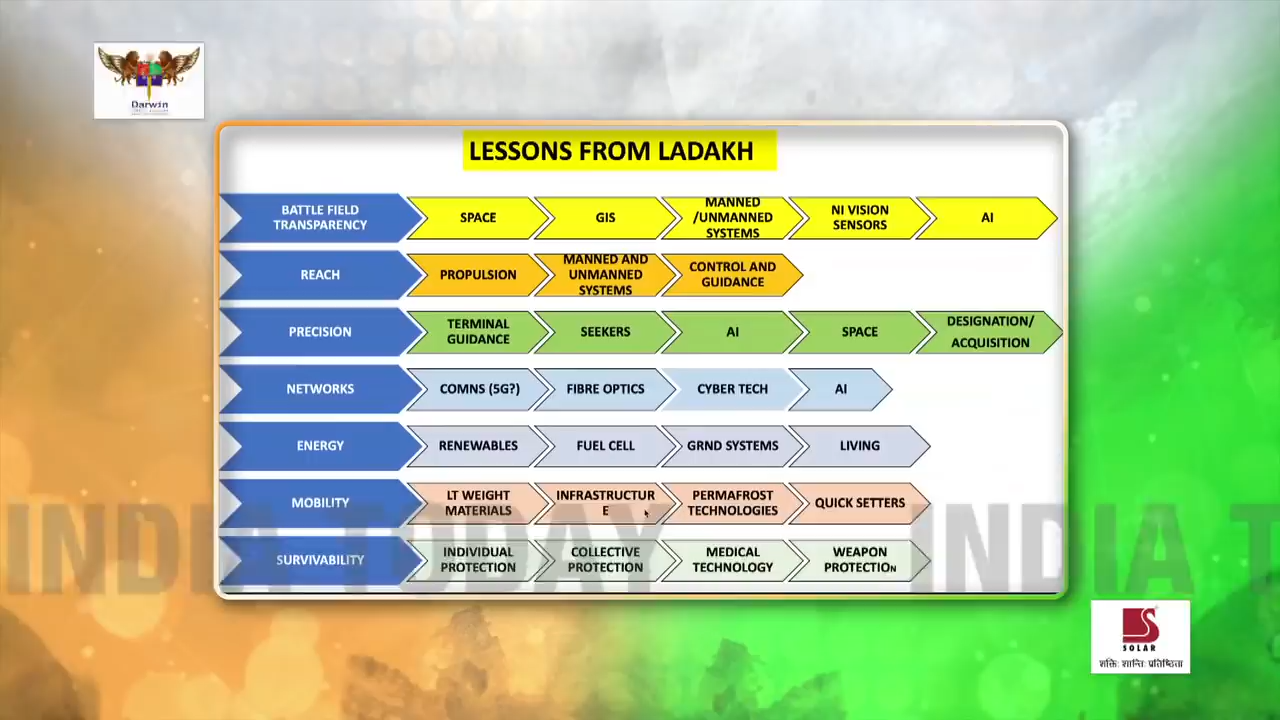 Darwin
LESSONS FROM LADAKH
BATTLE FIELD
TRANSPARENCY
SPACE
GIS
MANNED
/UNMANNED
SYSTEMS
NI VISION
SENSORS
AI
REACH
PROPULSION
MANNED AND
UNMANNED
SYSTEMS
CONTROL AND
GUIDANCE
PRECISION
TERMINAL
GUIDANCE
SEEKERS
AI
SPACE
DESIGNATION/
ACQUISITION
NETWORKS
COMNS (5G?)
FIBRE OPTICS
CYBER TECH
AI
ENERGY
RENEWABLES
FUEL CELL
GRND SYSTEMS
LIVING
MOBILITY
LT WEIGHT
MATERIALS
INFRASTRUCTUR
E
PERMAFROST
TECHNOLOGIES
QUICK SETTERS
SURVIVABILITY
INDIVIDUAL
PROTECTION
COLLECTIVE
PROTECTION
MEDICAL
TECHNOLOGY
WEAPON
PROTECTION
INDIA TODAY INDIA T
SOLAR
शक्तिः शान्तिः प्रतिष्ठिता